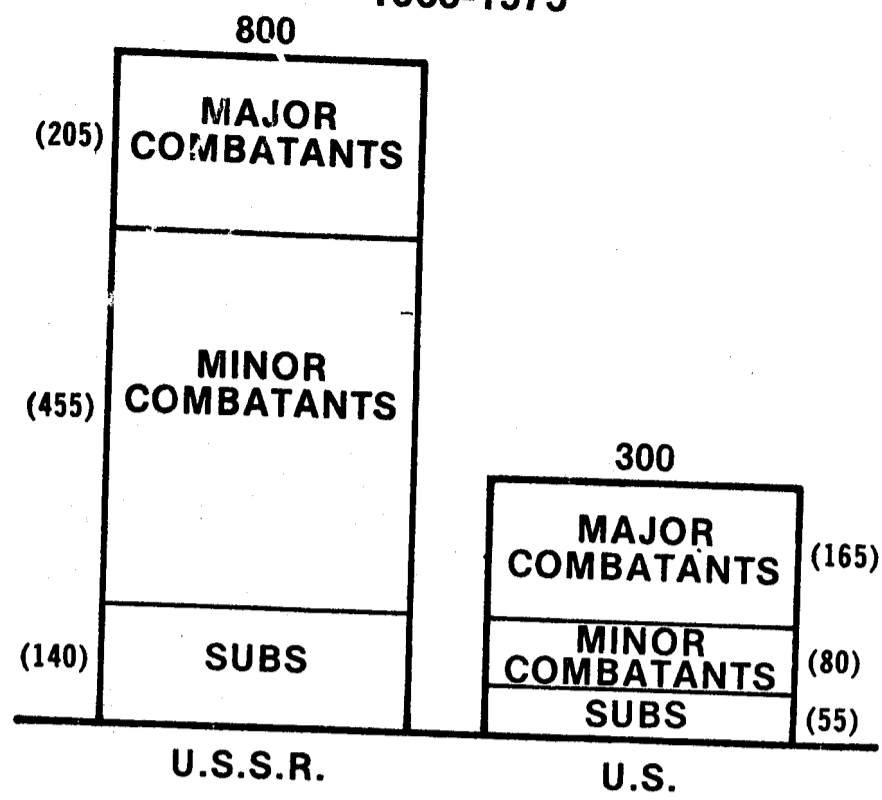 800
(205)
MAJOR
COMBATANTS
(455)
MINOR
COMBATANTS
(140)
SUBS
U.S.S.R.
300
MAJOR
COMBATANTS
(165)
MINOR
COMBATANTS
(80)
SUBS
(55)
U.S.